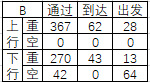 B 通过 到达 出发
上 重 367 62 28
行 空 0 0 0
下 重 270 43 13
行 空 42 0 64